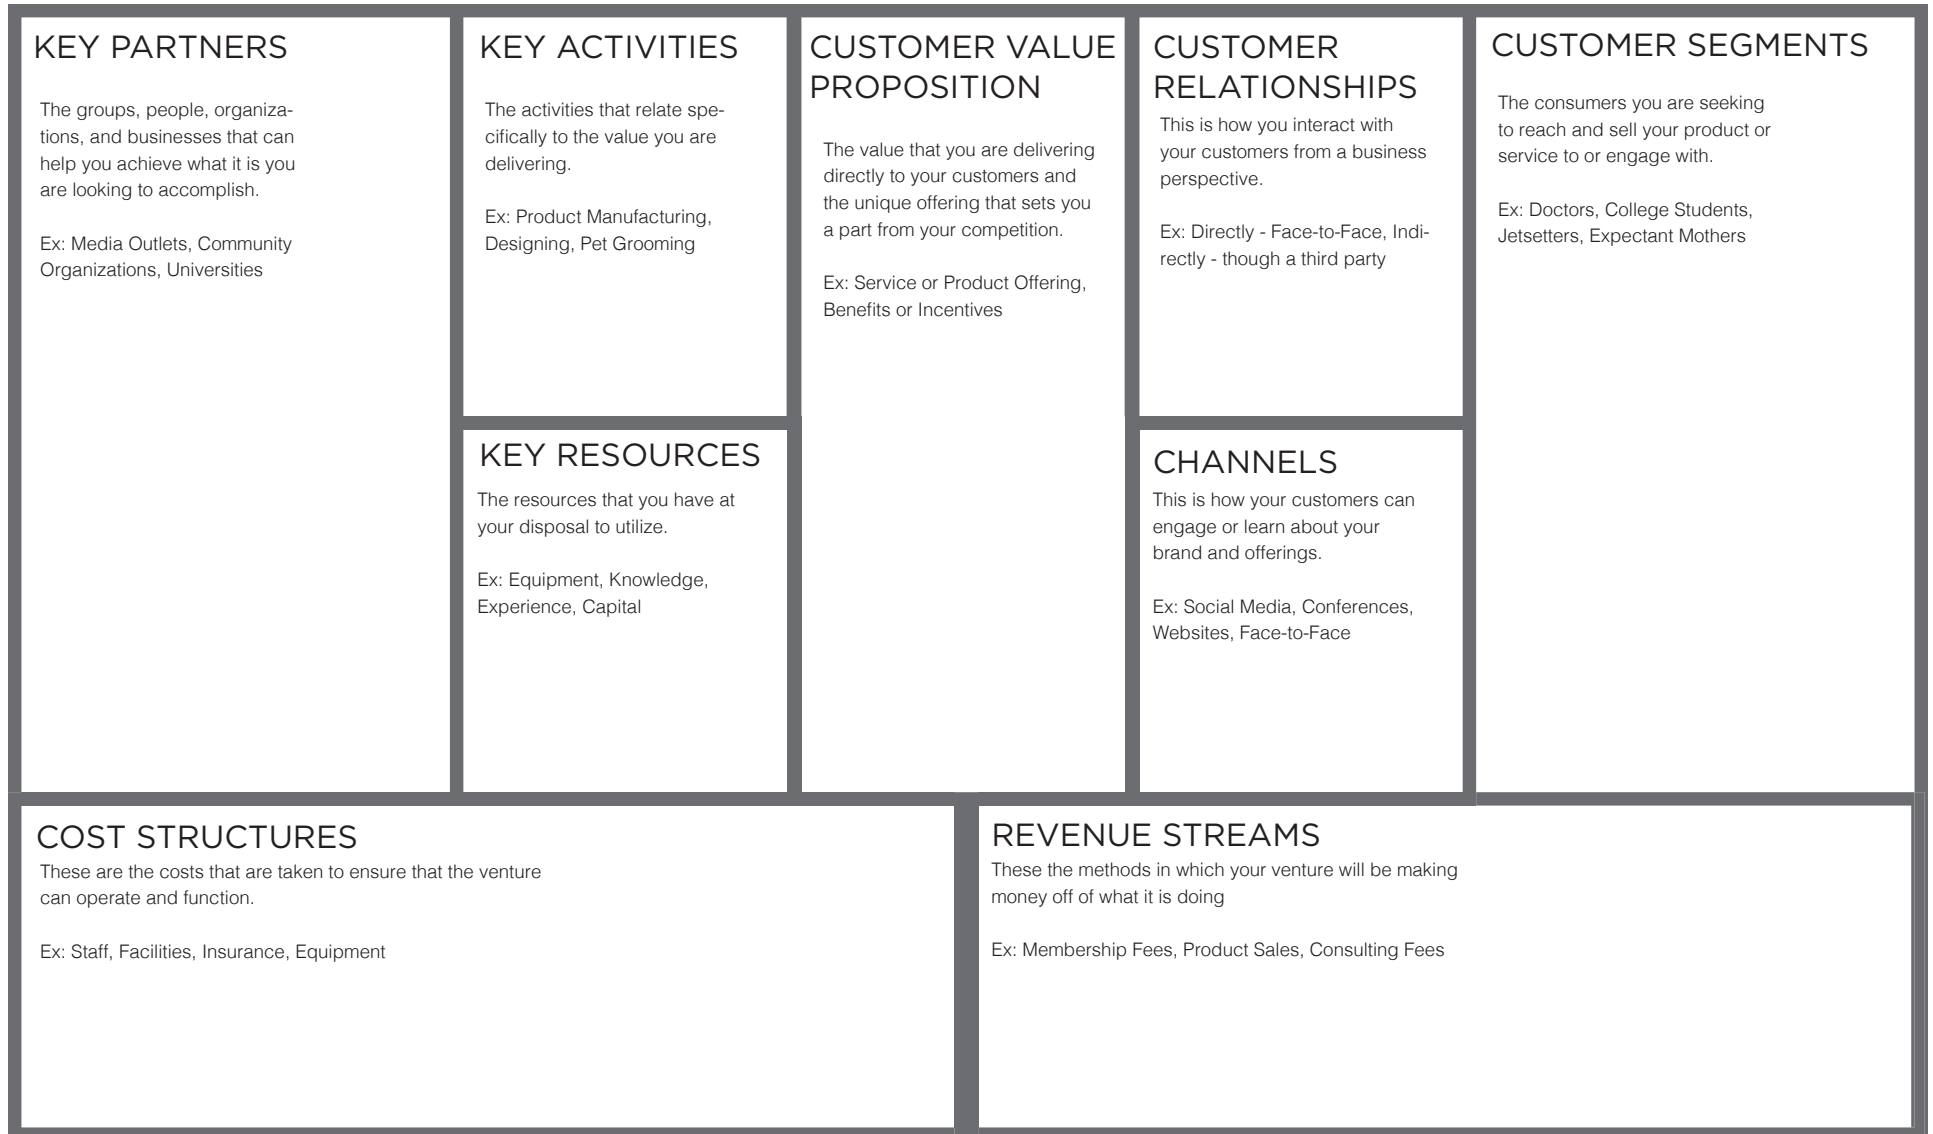 KEY PARTNERS
The groups, people, organiza-
tions, and businesses that can
help you achieve what it is you
are looking to accomplish.
Ex: Media Outlets, Community
Organizations, Universities
KEY ACTIVITIES
The activities that relate spe-
cifically to the value you are
delivering.
Ex: Product Manufacturing,
Designing, Pet Grooming
KEY RESOURCES
The resources that you have at
your disposal to utilize.
Ex: Equipment, Knowledge,
Experience, Capital
CUSTOMER VALUE
PROPOSITION
The value that you are delivering
directly to your customers and
the unique offering that sets you
a part from your competition.
Ex: Service or Product Offering,
Benefits or Incentives
CUSTOMER
RELATIONSHIPS
This is how you interact with
your customers from a business
perspective.
Ex: Directly - Face-to-Face, Indi-
rectly - though a third party
CHANNELS
This is how your customers can
engage or learn about your
brand and offerings.
Ex: Social Media, Conferences,
Websites, Face-to-Face
CUSTOMER SEGMENTS
The consumers you are seeking
to reach and sell your product or
service to or engage with.
Ex: Doctors, College Students,
Jetsetters, Expectant Mothers
COST STRUCTURES
These are the costs that are taken to ensure that the venture
can operate and function.
Ex: Staff, Facilities, Insurance, Equipment
REVENUE STREAMS
These the methods in which your venture will be making
money off of what it is doing
Ex: Membership Fees, Product Sales, Consulting Fees